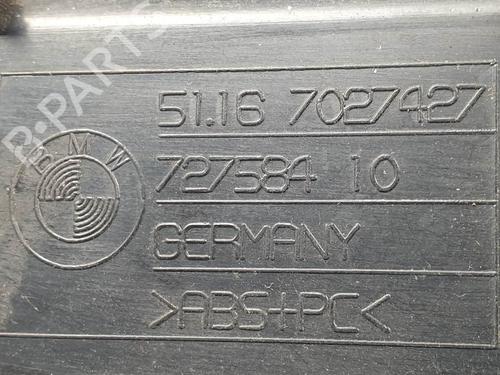 B-PARTS
BMW
51.16 7027427
727584 10
GERMANY
>ABS+PC<